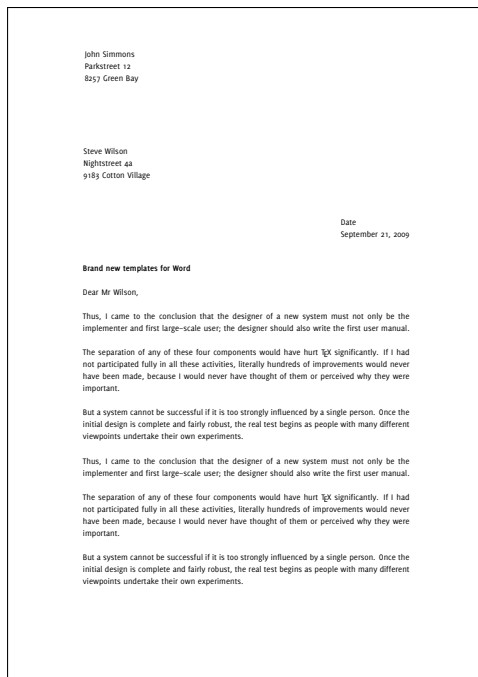 John Simmons
Parkstreet 12
8257 Green Bay
Steve Wilson
Nightstreet 4a
9183 Cotton Village
Date
September 21, 2009
Brand new templates for Word
Dear Mr Wilson,
Thus, I came to the conclusion that the designer of a new system must not only be the
implementer and first large-scale user; the designer should also write the first user manual.
The separation of any of these four components would have hurt TEX significantly. If I had
not participated fully in all these activities, literally hundreds of improvements would never
have been made, because I would never have thought of them or perceived why they were
important.
But a system cannot be successful if it is too strongly influenced by a single person. Once the
initial design is complete and fairly robust, the real test begins as people with many different
viewpoints undertake their own experiments.
Thus, I came to the conclusion that the designer of a new system must not only be the
implementer and first large-scale user; the designer should also write the first user manual.
The separation of any of these four components would have hurt TEX significantly. If I had
not participated fully in all these activities, literally hundreds of improvements would never
have been made, because I would never have thought of them or perceived why they were
important.
But a system cannot be successful if it is too strongly influenced by a single person. Once the
initial design is complete and fairly robust, the real test begins as people with many different
viewpoints undertake their own experiments.